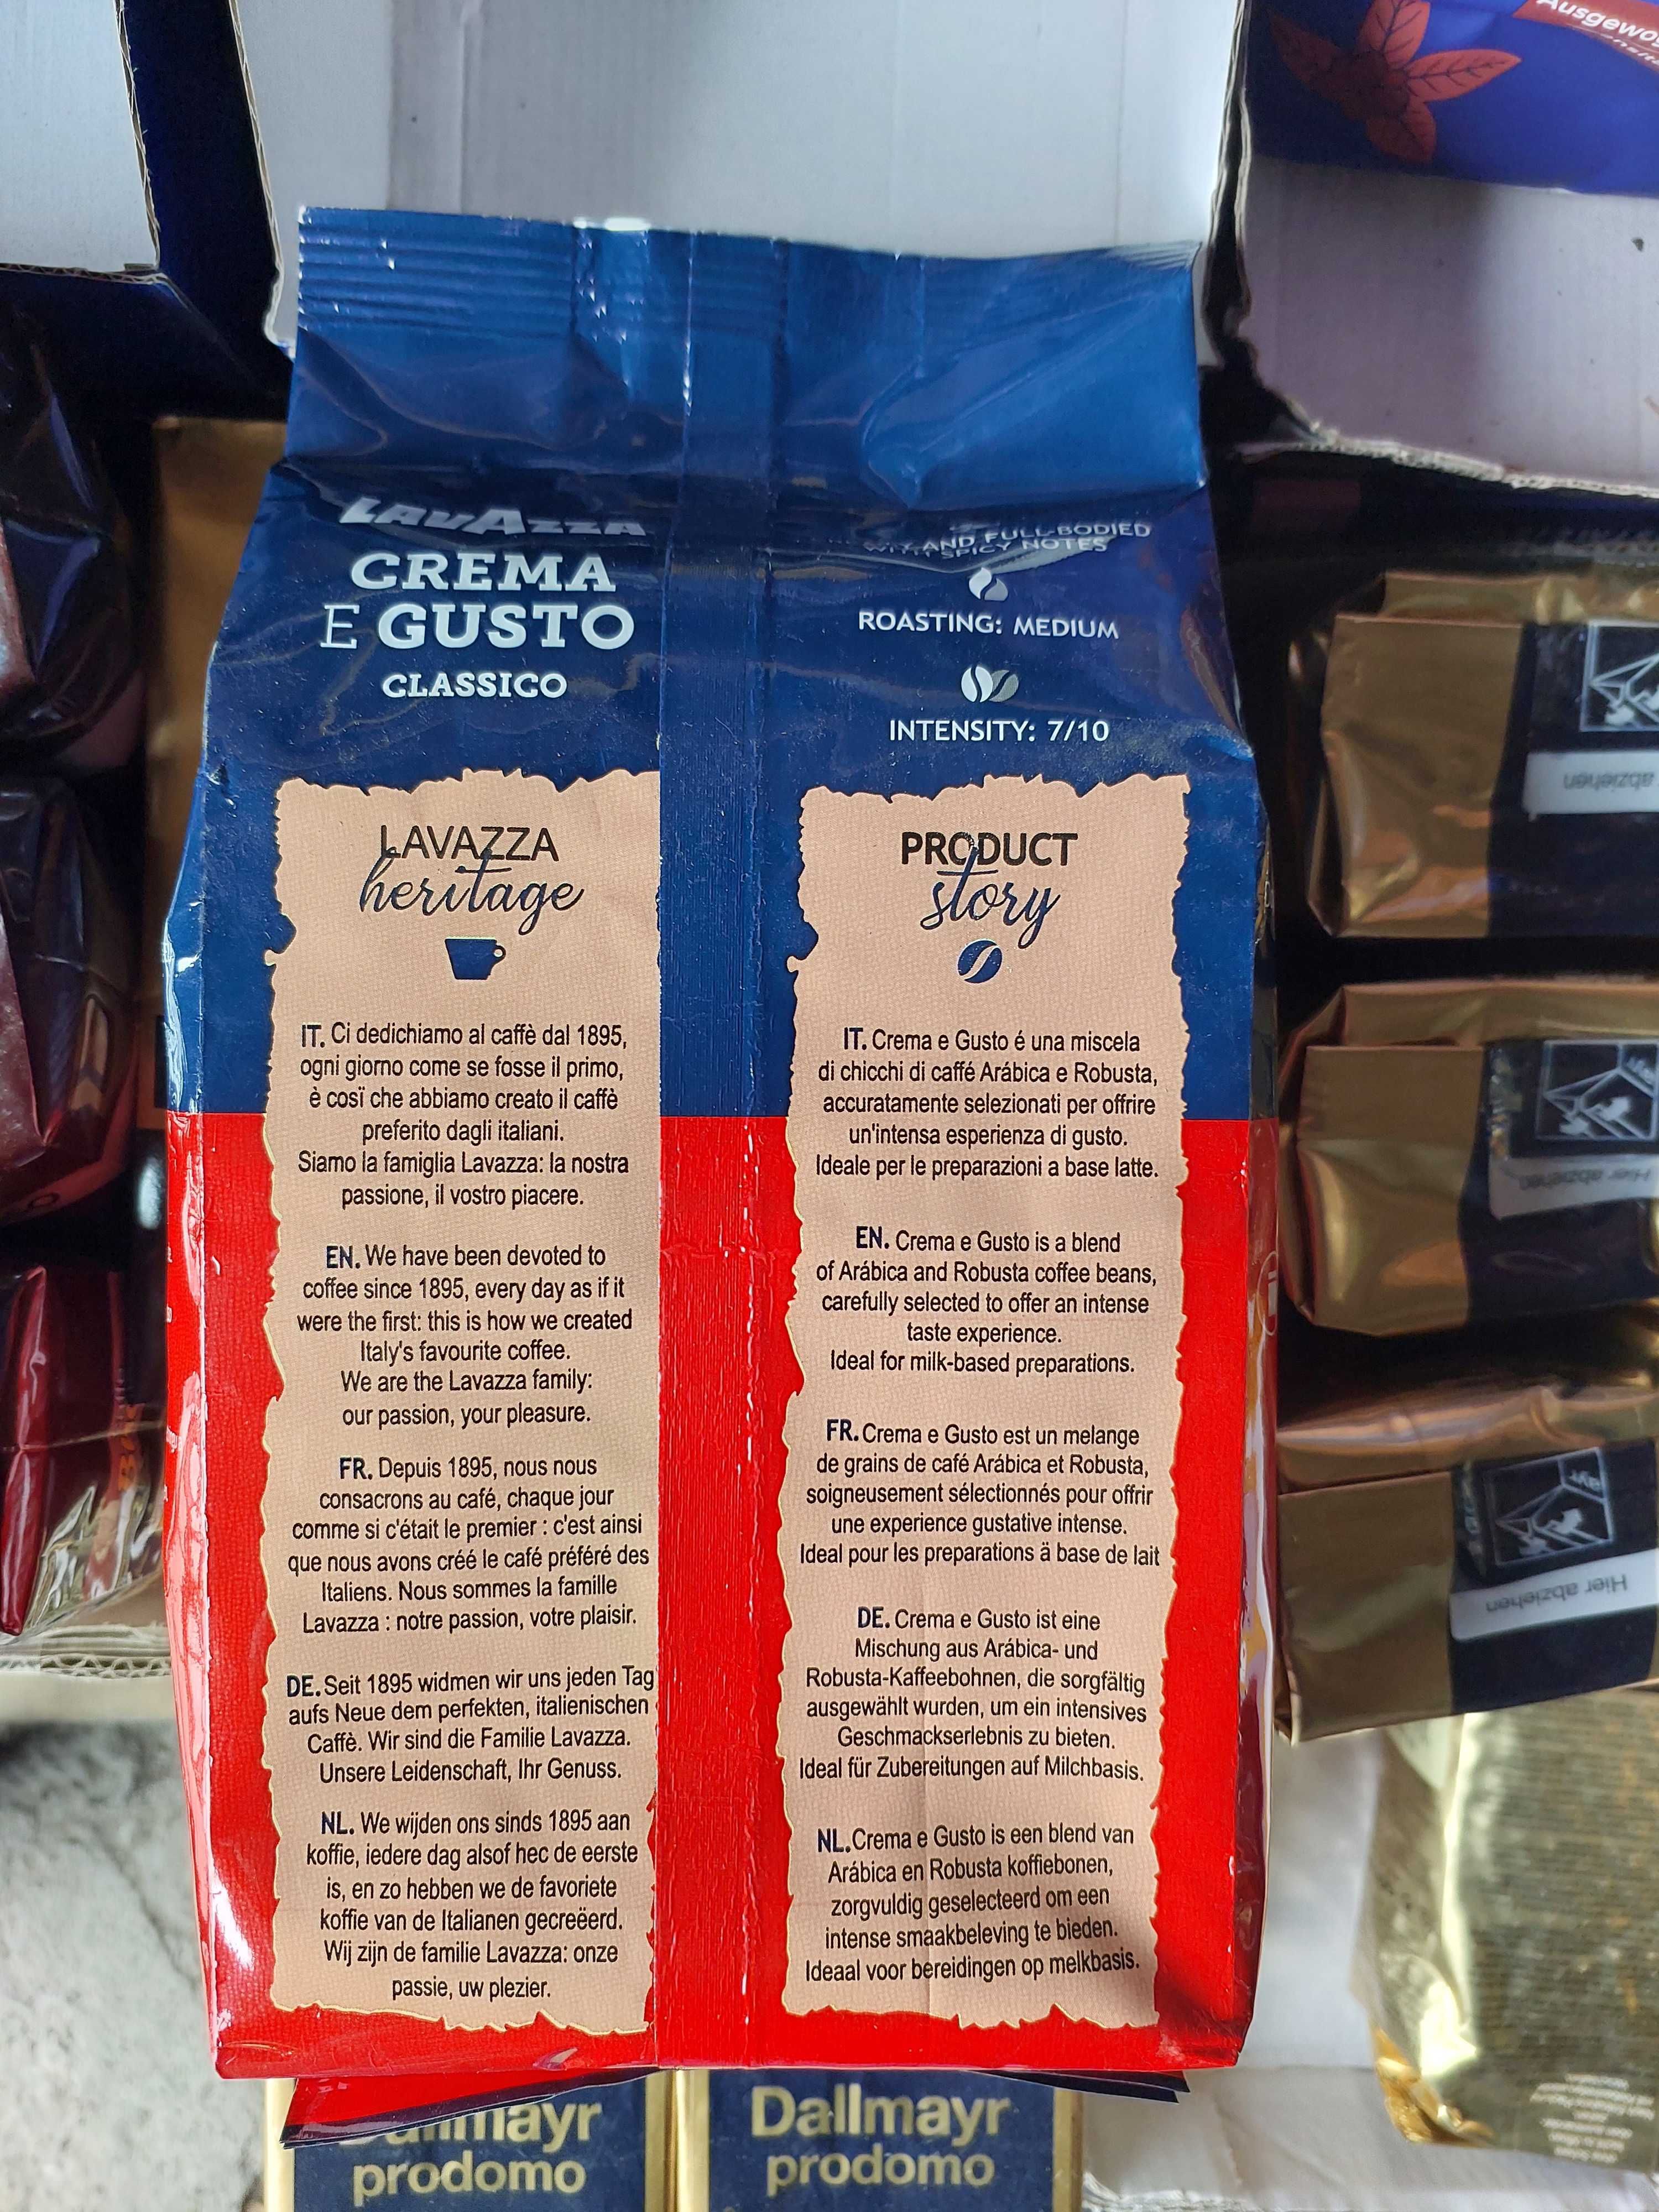 Ausgewo
LAVAZZA
CREMA
E GUSTO
CLASSICO
AND FULL-BODIED
WITH SPICY NOTES
ROASTING: MEDIUM
INTENSITY: 7/10
LAVAZZA
heritage
IT. Ci dedichiamo al caffè dal 1895,
ogni giorno come se fosse il primo,
è cosï che abbiamo creato il caffè
preferito dagli italiani.
Siamo la famiglia Lavazza: la nostra
passione, il vostro piacere.
EN. We have been devoted to
coffee since 1895, every day as if it
were the first: this is how we created
Italy's favourite coffee.
We are the Lavazza family:
our passion, your pleasure.
FR. Depuis 1895, nous nous
consacrons au café, chaque jour
comme si c'était le premier : c'est ainsi
que nous avons créé le café préféré des
Italiens. Nous sommes la famille
Lavazza : notre passion, votre plaisir.
DE. Seit 1895 widmen wir uns jeden Tag
aufs Neue dem perfekten, italienischen
Caffè. Wir sind die Familie Lavazza.
Unsere Leidenschaft, Ihr Genuss.
NL. We wijden ons sinds 1895 aan
koffie, iedere dag alsof hec de eerste
is, en zo hebben we de favoriete
koffie van de Italianen gecreëerd.
Wij zijn de familie Lavazza: onze
passie, uw plezier.
PRODUCT
story
IT. Crema e Gusto é una miscela
di chicchi di caffé Arábica e Robusta,
accuratamente selezionati per offrire
un'intensa esperienza di gusto.
Ideale per le preparazioni a base latte.
EN. Crema e Gusto is a blend
of Arábica and Robusta coffee beans,
carefully selected to offer an intense
taste experience.
Ideal for milk-based preparations.
FR. Crema e Gusto est un melange
de grains de café Arábica et Robusta,
soigneusement sélectionnés pour offrir
une experience gustative intense.
Ideal pour les preparations ä base de lait
DE. Crema e Gusto ist eine
Mischung aus Arábica- und
Robusta-Kaffeebohnen, die sorgfältig
ausgewählt wurden, um ein intensives
Geschmackserlebnis zu bieten.
Ideal für Zubereitungen auf Milchbasis.
NL. Crema e Gusto is een blend van
Arábica en Robusta koffiebonen,
zorgvuldig geselecteerd om een
intense smaakbeleving te bieden.
Ideaal voor bereidingen op melkbasis.
abziehen
Hier abziehen
Hier abziehen
Dallmayr
prodomo
Dallmayr
prodomo